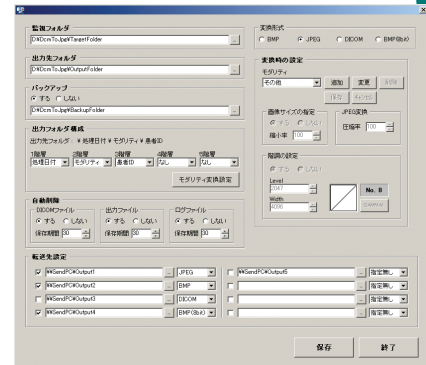 監視フォルダ
D:¥DcmToJpg¥TargetFolder
...
出力先フォルダ
D:¥DcmToJpg¥OutputFolder
...
バックアップ
する しない
D:¥DcmToJpg¥BackupFolder
...
出力フォルダ構成
出力先フォルダ： ¥ 処理日付 ¥ モダリティ ¥ 患者ID
1階層 2階層 3階層 4階層 5階層
処理日付 モダリティ 患者ID なし なし
モダリティ変換設定
自動削除
DICOMファイル 出力ファイル ログファイル
する しない する しない する しない
保存期間 30 保存期間 30 保存期間 30
変換形式
BMP JPEG DICOM BMP(8bit)
変換時の設定
モダリティ
その他 追加 変更 削除
保存 キャンセル
画像サイズの指定 JPEG変換
する しない 圧縮率 100
縮小率 100
階調の設定
する しない
Level
2047
Width
4096
No. 0
転送先設定
¥¥SendPC¥Output1 ... JPEG ¥¥SendPC¥Output5 ... 指定無し
¥¥SendPC¥Output2 ... BMP ... 指定無し
¥¥SendPC¥Output3 ... DICOM ... 指定無し
¥¥SendPC¥Output4 ... BMP(8bit) ... 指定無し
保存 終了